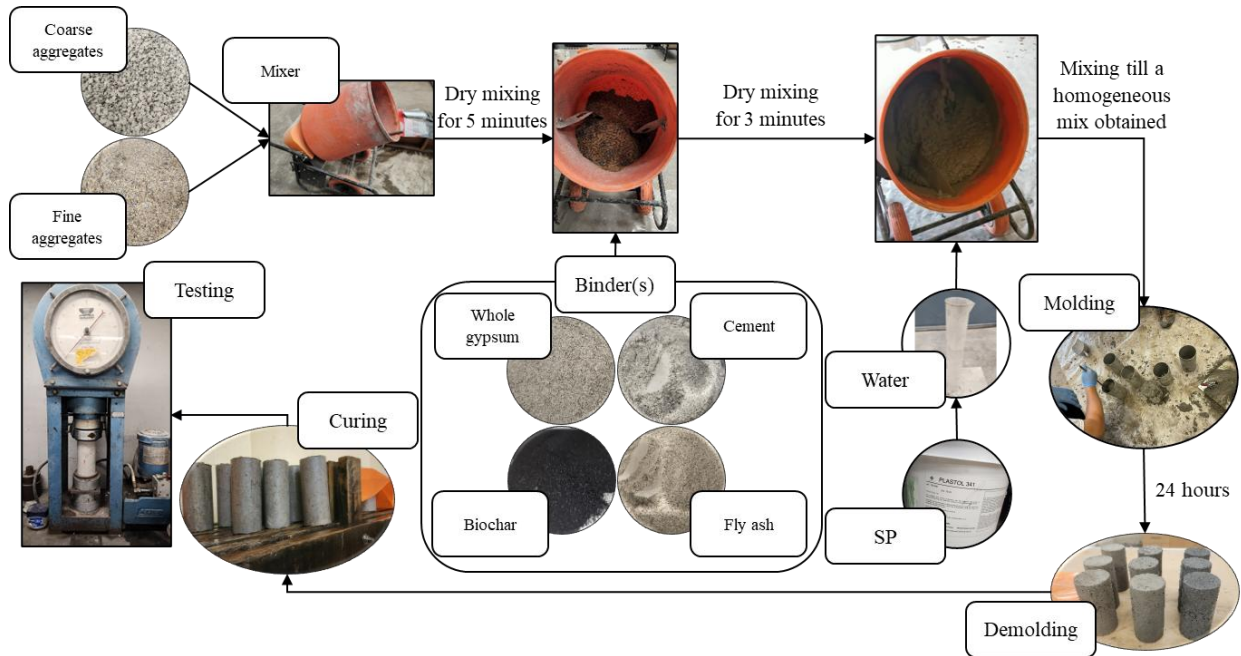 Coarse
aggregates
Mixer
Dry mixing
for 5 minutes
Dry mixing
for 3 minutes
Mixing till a
homogeneous
mix obtained
Fine
aggregates
Testing
Binder(s)
Whole
gypsum
Cement
Biochar
Fly ash
Water
SP
PLASTOL 341
Molding
24 hours
Curing
Demolding